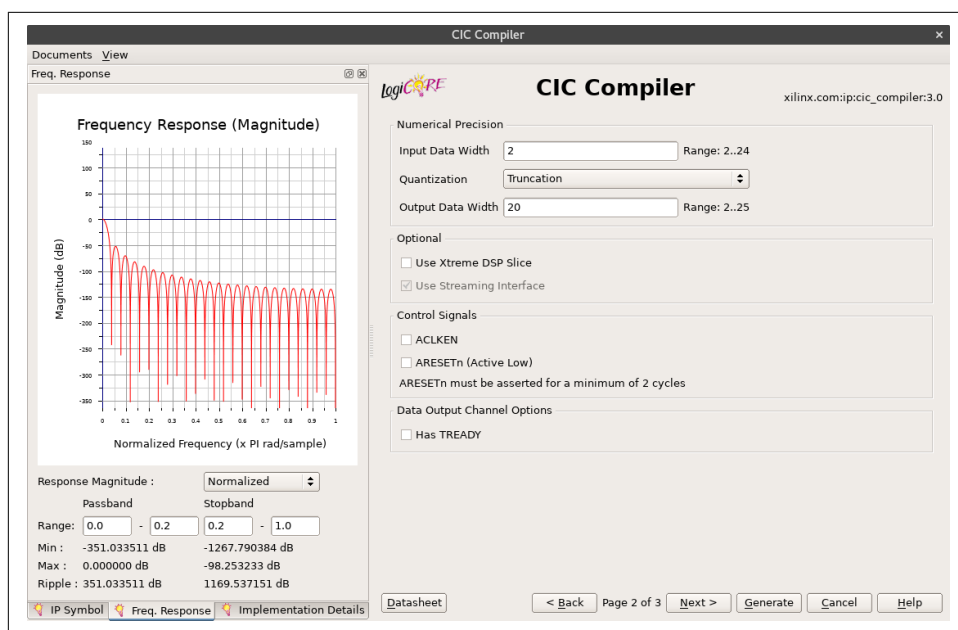 CIC Compiler
×
Documents View
Freq. Response
Frequency Response (Magnitude)
150
100
50
0
-50
-100
-150
-200
-250
-300
-350
Magnitude (dB)
0 0.1 0.2 0.3 0.4 0.5 0.6 0.7 0.8 0.9 1
Normalized Frequency (x PI rad/sample)
Response Magnitude : Normalized
Passband Stopband
Range: 0.0 - 0.2 0.2 - 1.0
Min : -351.033511 dB -1267.790384 dB
Max : 0.000000 dB -98.253233 dB
Ripple : 351.033511 dB 1169.537151 dB
IP Symbol Freq. Response Implementation Details
LogiCORE
CIC Compiler
xilinx.com:ip:cic_compiler:3.0
Numerical Precision
Input Data Width 2 Range: 2..24
Quantization Truncation
Output Data Width 20 Range: 2..25
Optional
Use Xtreme DSP Slice
Use Streaming Interface
Control Signals
ACLKEN
ARESETn (Active Low)
ARESETn must be asserted for a minimum of 2 cycles
Data Output Channel Options
Has TREADY
Datasheet < Back Page 2 of 3 Next > Generate Cancel Help